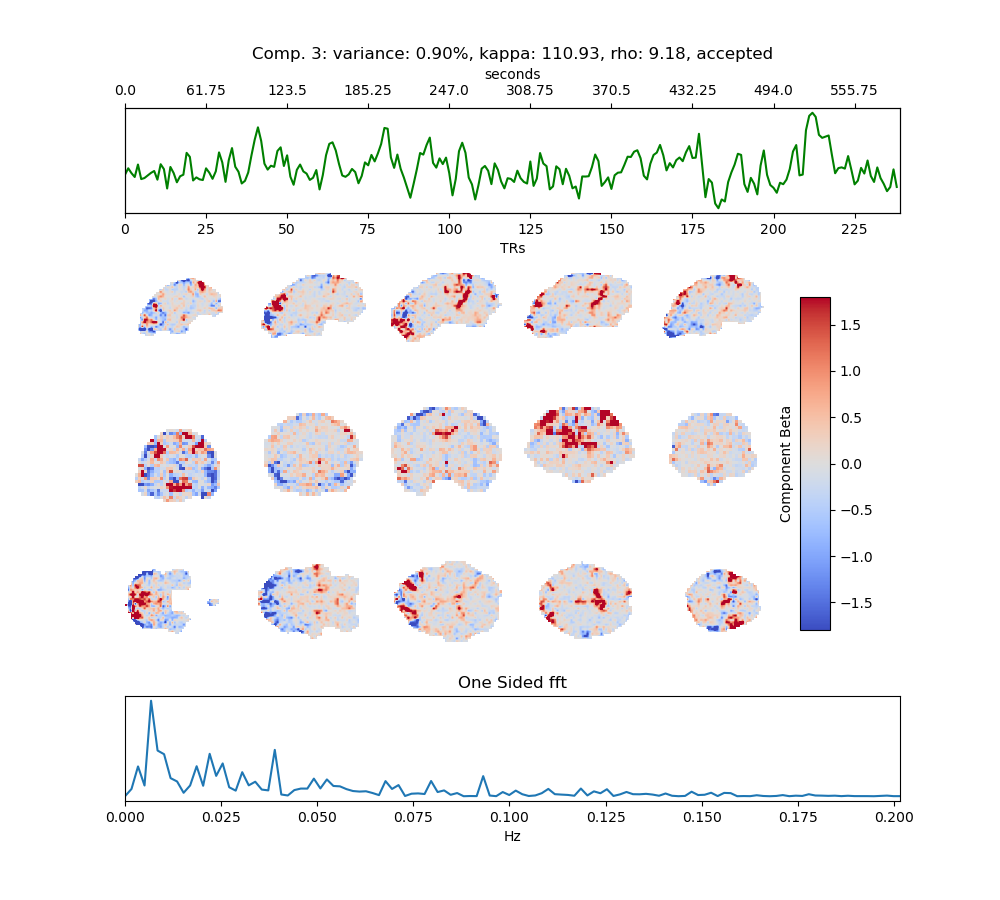 Comp. 3: variance: 0.90%, kappa: 110.93, rho: 9.18, accepted
seconds
0.0 61.75 123.5 185.25 247.0 308.75 370.5 432.25 494.0 555.75
0 25 50 75 100 125 150 175 200 225
TRs
1.5
1.0
0.5
0.0
−0.5
−1.0
−1.5
Component Beta
One Sided fft
0.000 0.025 0.050 0.075 0.100 0.125 0.150 0.175 0.200
Hz